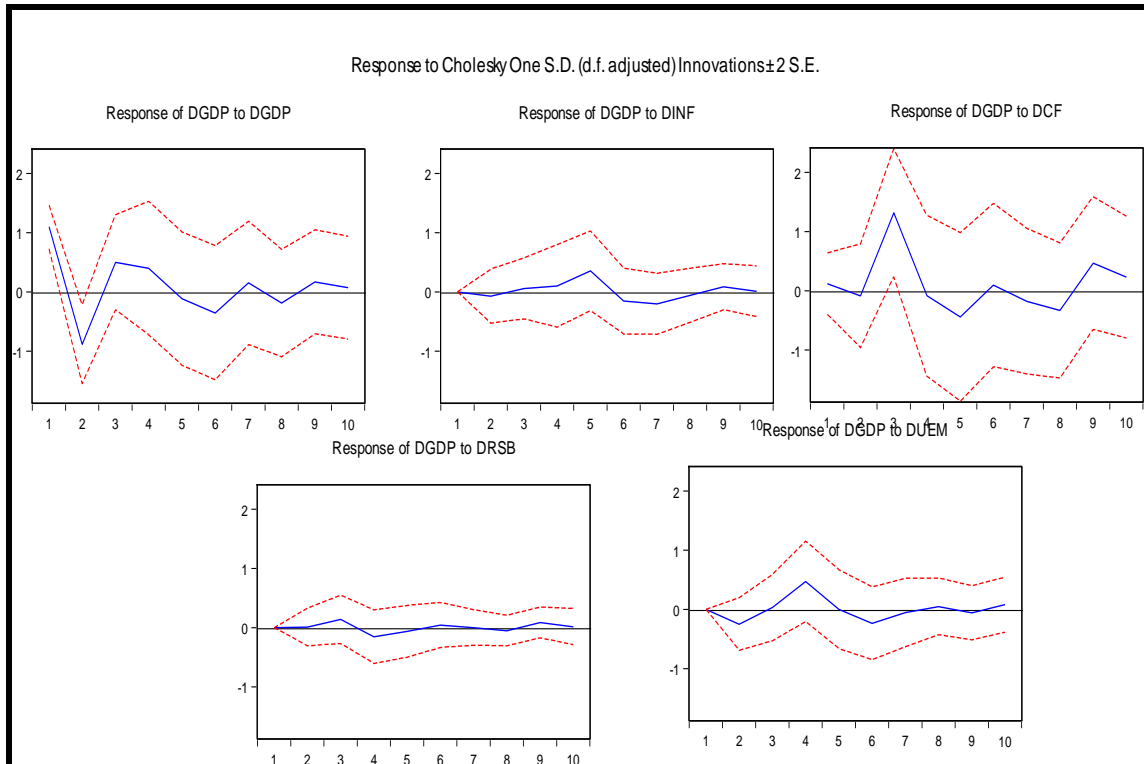 Response to Cholesky One S.D. (d.f. adjusted) Innovations ± 2 S.E.
Response of DGDP to DGDP
Response of DGDP to DINF
Response of DGDP to DCF
2
1
0
-1
1 2 3 4 5 6 7 8 9 10
2
1
0
-1
1 2 3 4 5 6 7 8 9 10
2
1
0
-1
1 2 3 4 5 6 7 8 9 10
Response of DGDP to DRSB
Response of DGDP to DUEM
2
1
0
-1
1 2 3 4 5 6 7 8 9 10
2
1
0
-1
1 2 3 4 5 6 7 8 9 10